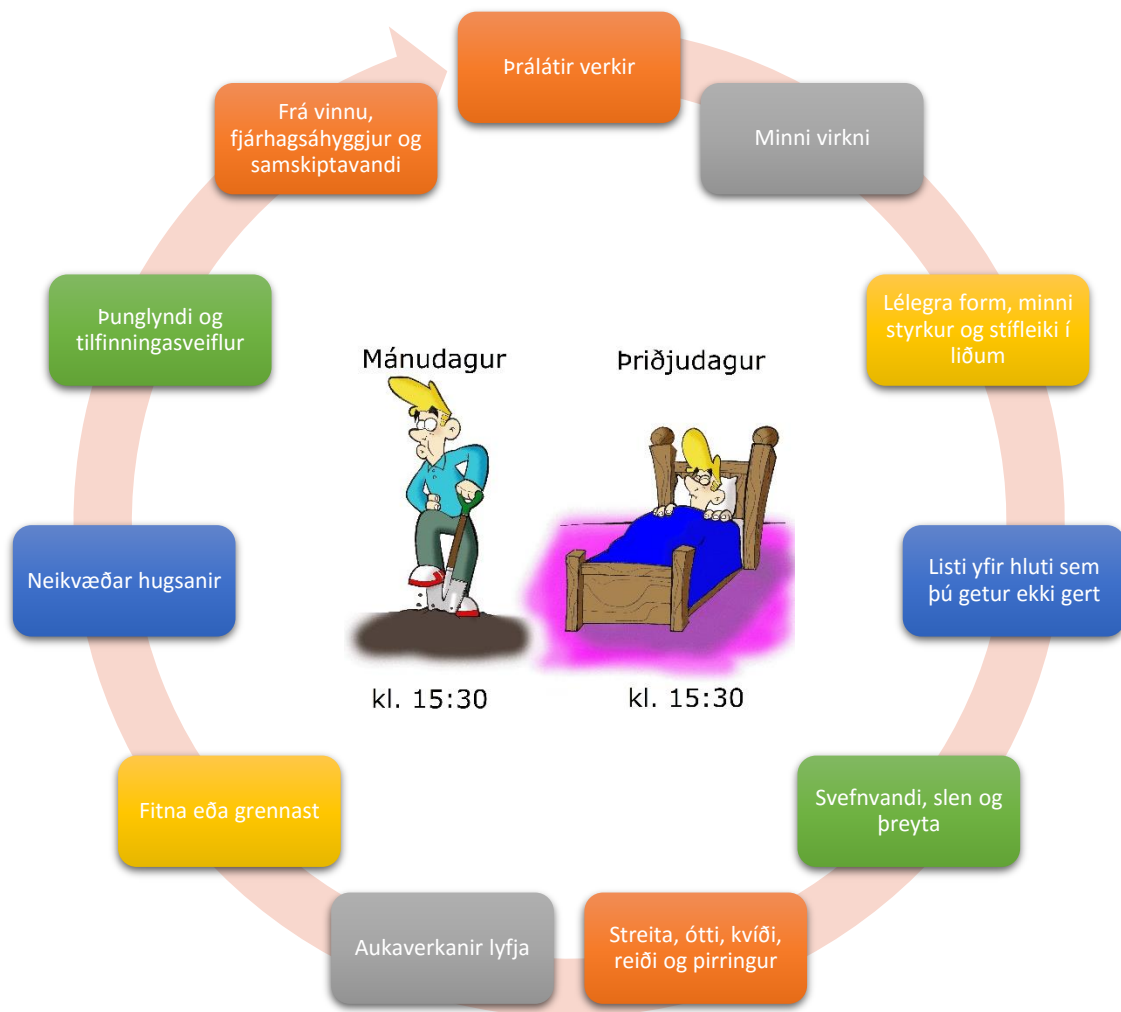 Þrálátir verkir
Minni virkni
Lélegra form, minni
styrkur og stífleiki í
liðum
Listi yfir hluti sem
þú getur ekki gert
Svefnvandi, slen og
þreyta
Streita, ótti, kvíði,
reiði og pirringur
Aukaverkanir lyfja
Fitna eða grennast
Neikvæðar hugsanir
Þunglyndi og
tilfinningasveiflur
Frá vinnu,
fjárhagsáhyggjur og
samskiptavandi
Mánudagur
kl. 15:30
Þriðjudagur
kl. 15:30